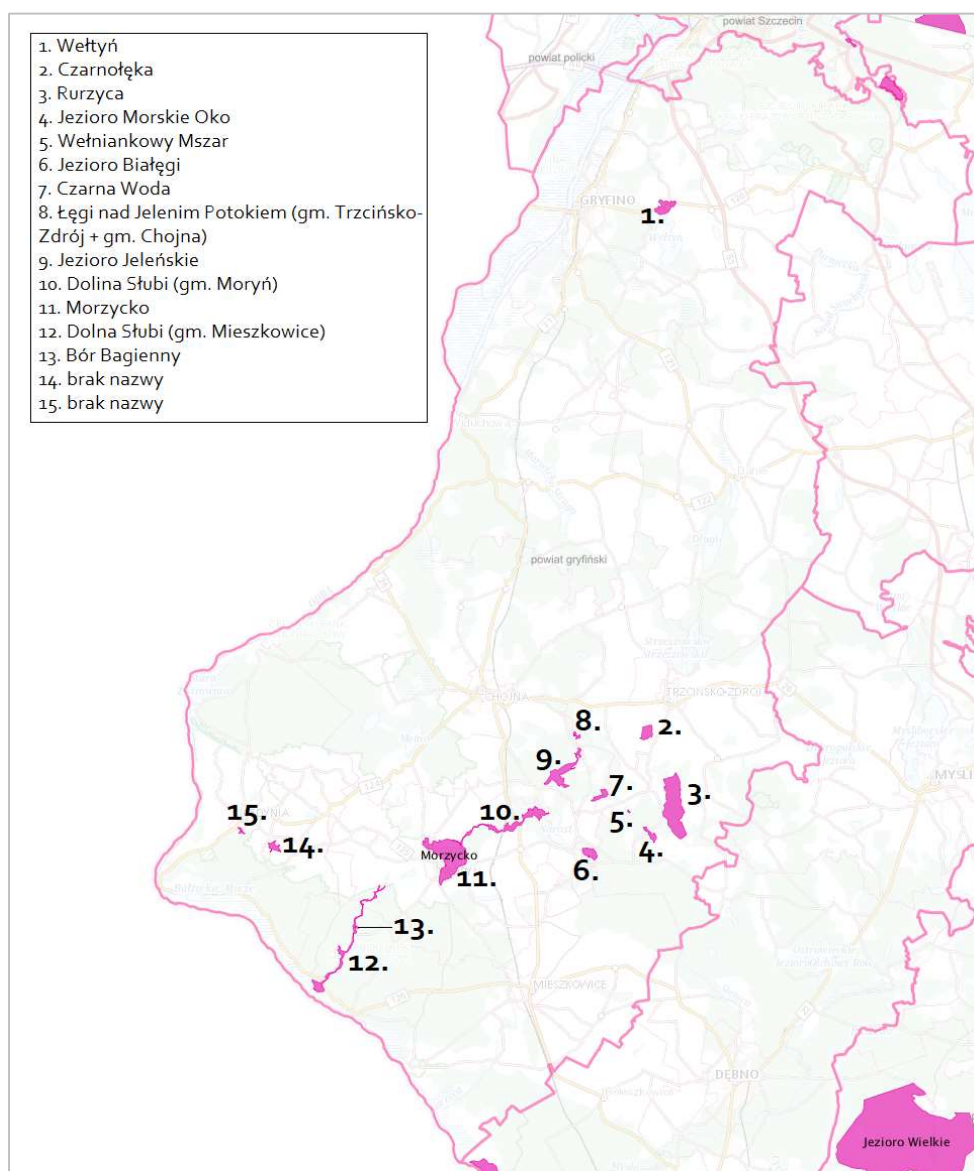 1. Wełtyń
2. Czarnołęka
3. Rurzyca
4. Jezioro Morskie Oko
5. Wełniankowy Mszar
6. Jezioro Białęgi
7. Czarna Woda
8. Łęgi nad Jelenim Potokiem (gm. Trzcińsko-
Zdrój + gm. Chojna)
9. Jezioro Jeleńskie
10. Dolina Słubi (gm. Moryń)
11. Morzycko
12. Dolna Słubi (gm. Mieszkowice)
13. Bór Bagienny
14. brak nazwy
15. brak nazwy
powiat Szczecin
powiat policki
GRYFINO
1.
Wełtyń
122
powiat gryfiński
CHOJNA
TRZCIŃSKO-ZDRÓJ
8.
2.
9.
7.
3.
10.
5.
15.
14.
4.
Morzycko
6.
11.
13.
12.
MIESZKOWICE
DĘBNO
Jezioro Wielkie